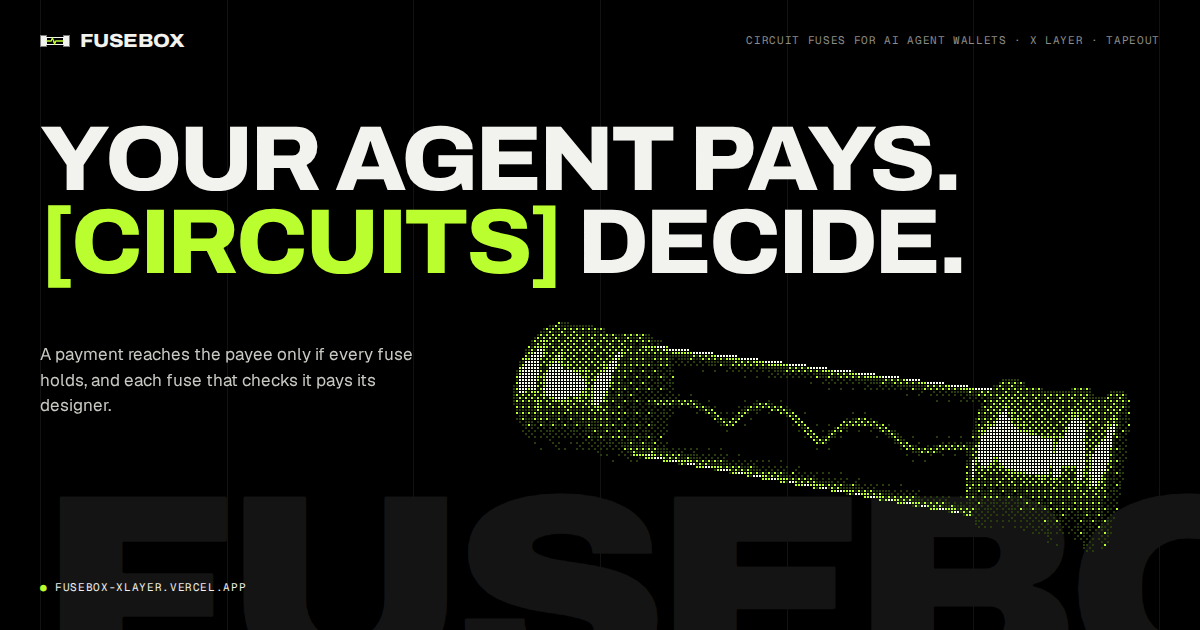 FUSEBOX
CIRCUIT FUSES FOR AI AGENT WALLETS · X LAYER · TAPEOUT
YOUR AGENT PAYS.
[CIRCUITS] DECIDE.
A payment reaches the payee only if every fuse
holds, and each fuse that checks it pays its
designer.
FUSEBO
FUSEBOX-XLAYER.VERCEL.APP